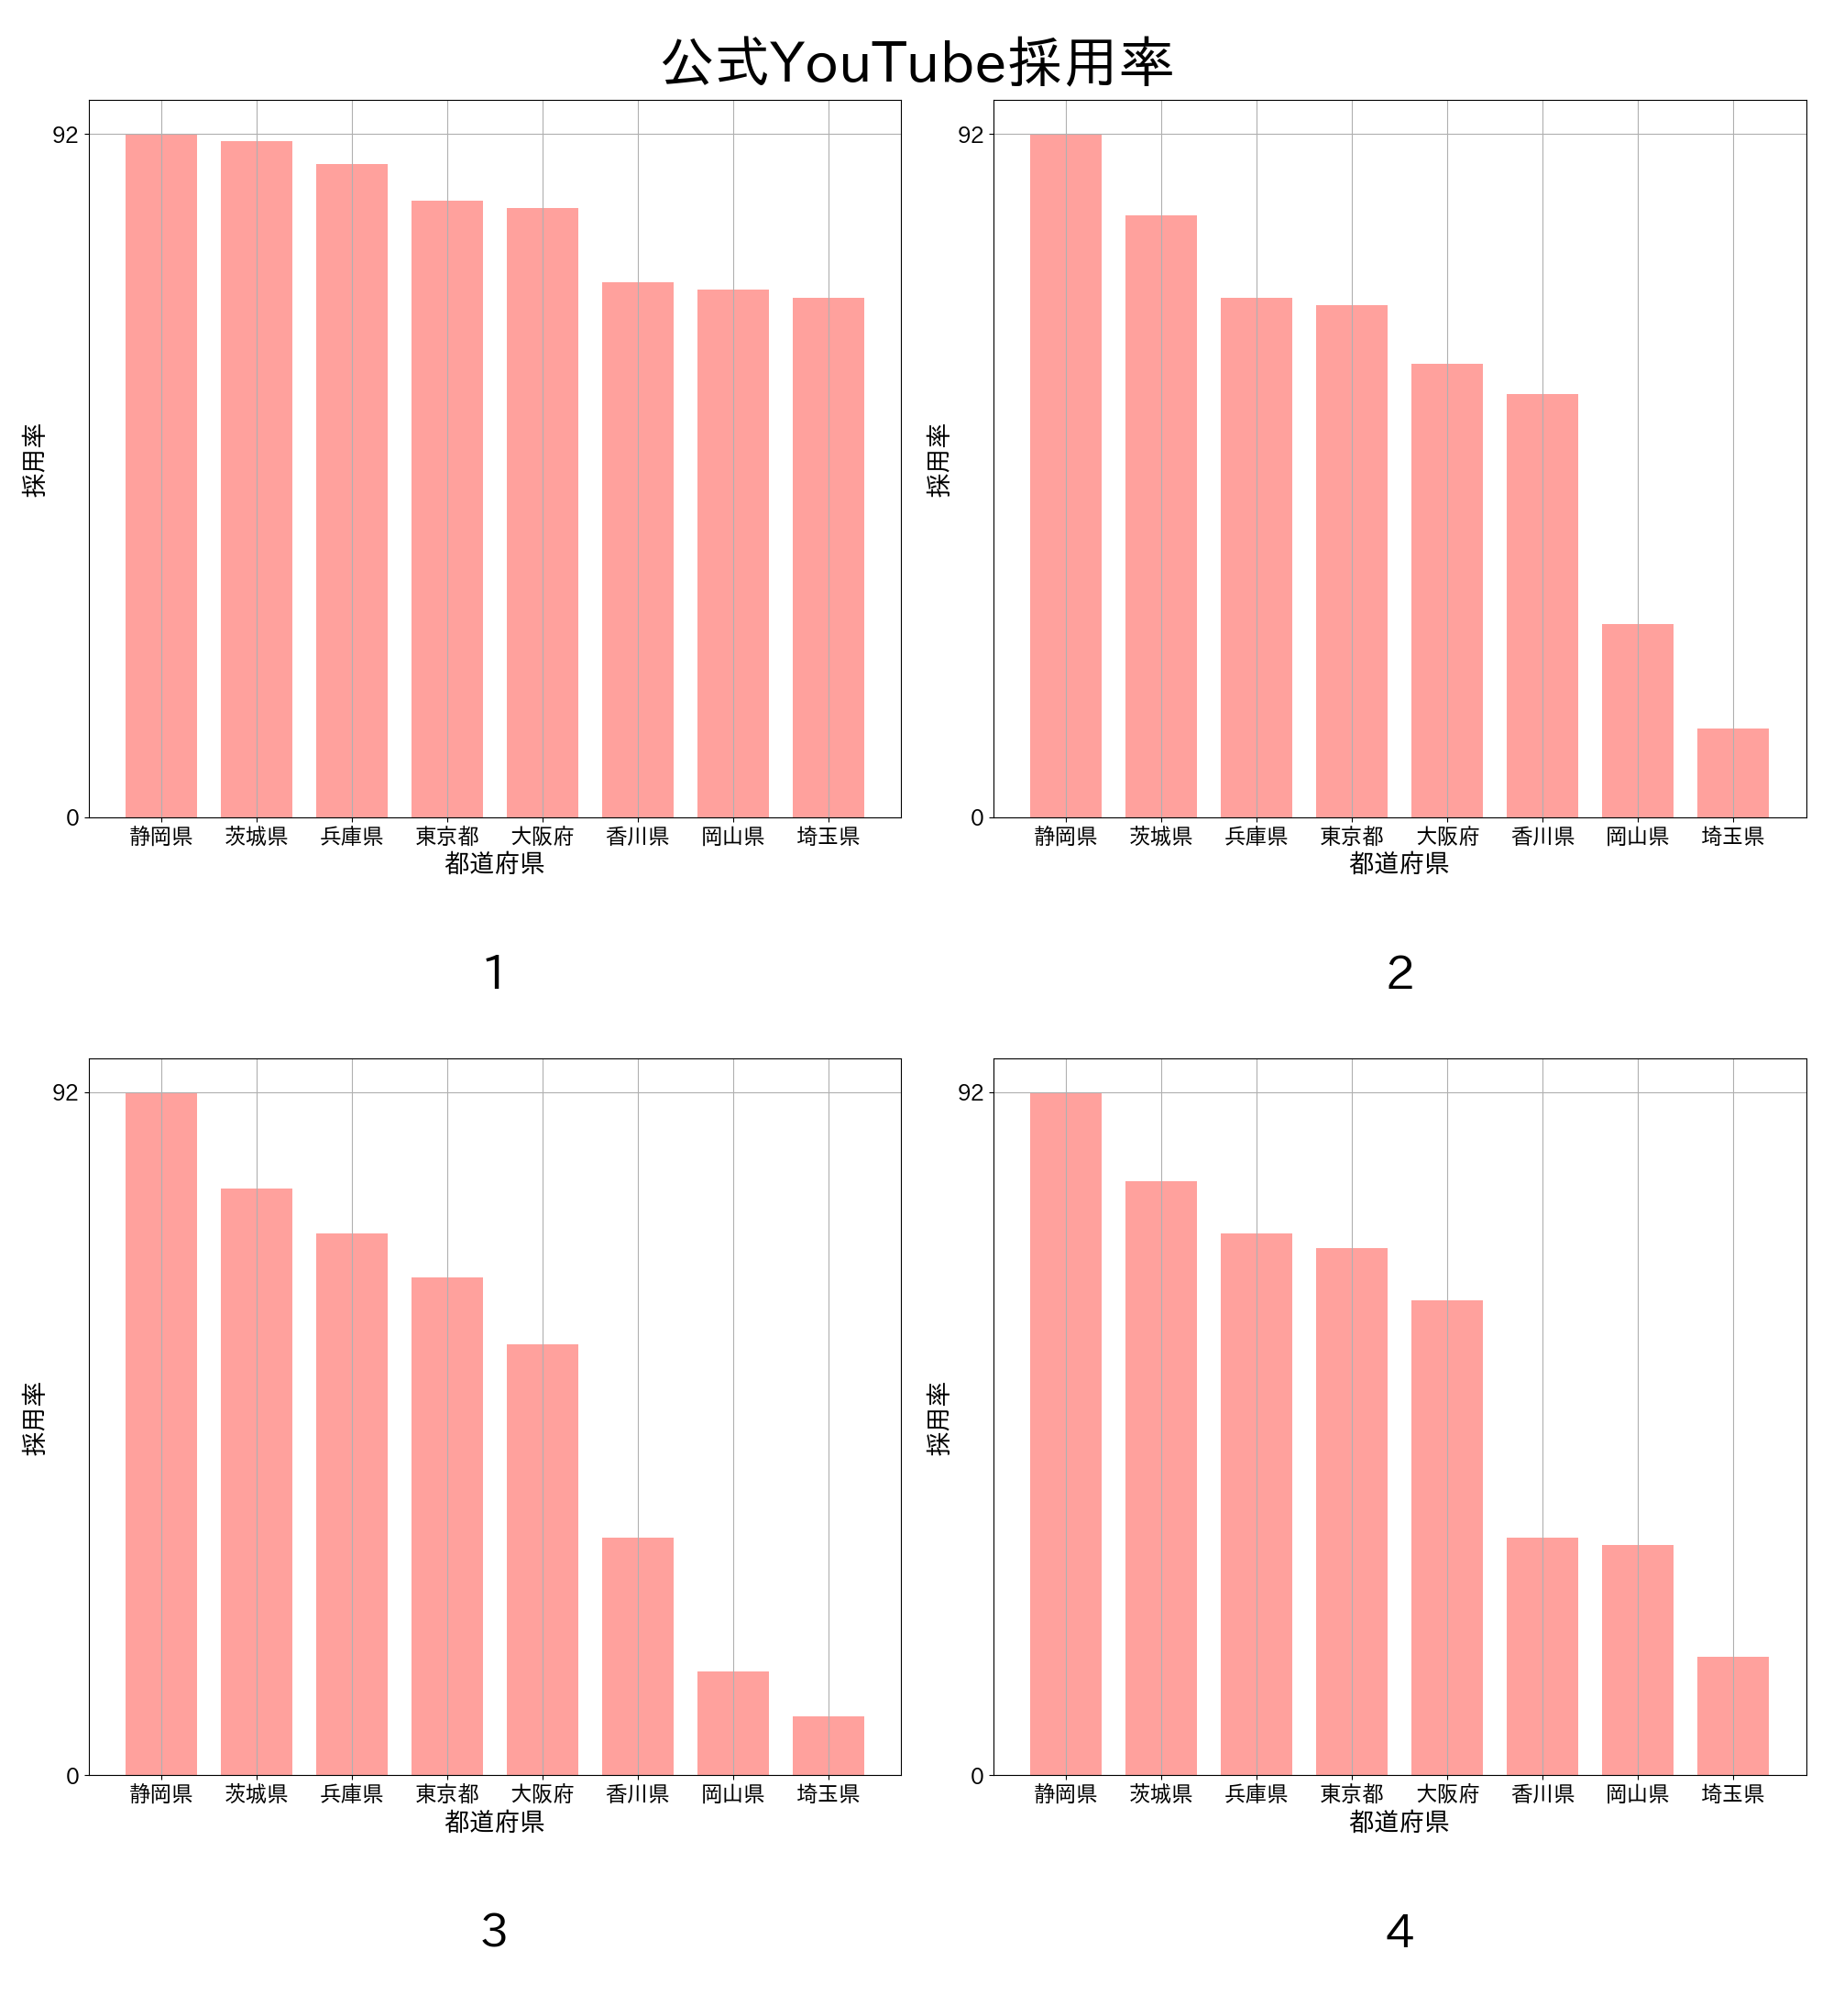 公式YouTube採用率
92
0
採用率
静岡県 茨城県 兵庫県 東京都 大阪府 香川県 岡山県 埼玉県
都道府県
1
92
0
採用率
静岡県 茨城県 兵庫県 東京都 大阪府 香川県 岡山県 埼玉県
都道府県
2
92
0
採用率
静岡県 茨城県 兵庫県 東京都 大阪府 香川県 岡山県 埼玉県
都道府県
3
92
0
採用率
静岡県 茨城県 兵庫県 東京都 大阪府 香川県 岡山県 埼玉県
都道府県
4